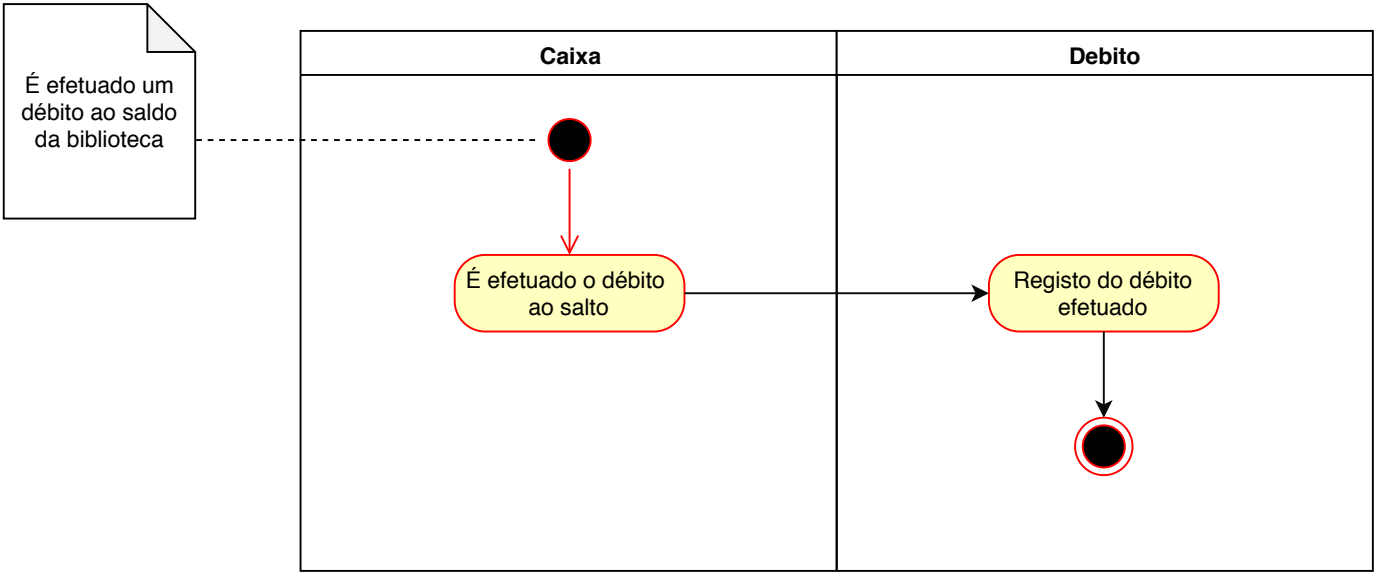 É efetuado um
débito ao saldo
da biblioteca
Caixa
Debito
É efetuado o débito
ao salto
Registo do débito
efetuado